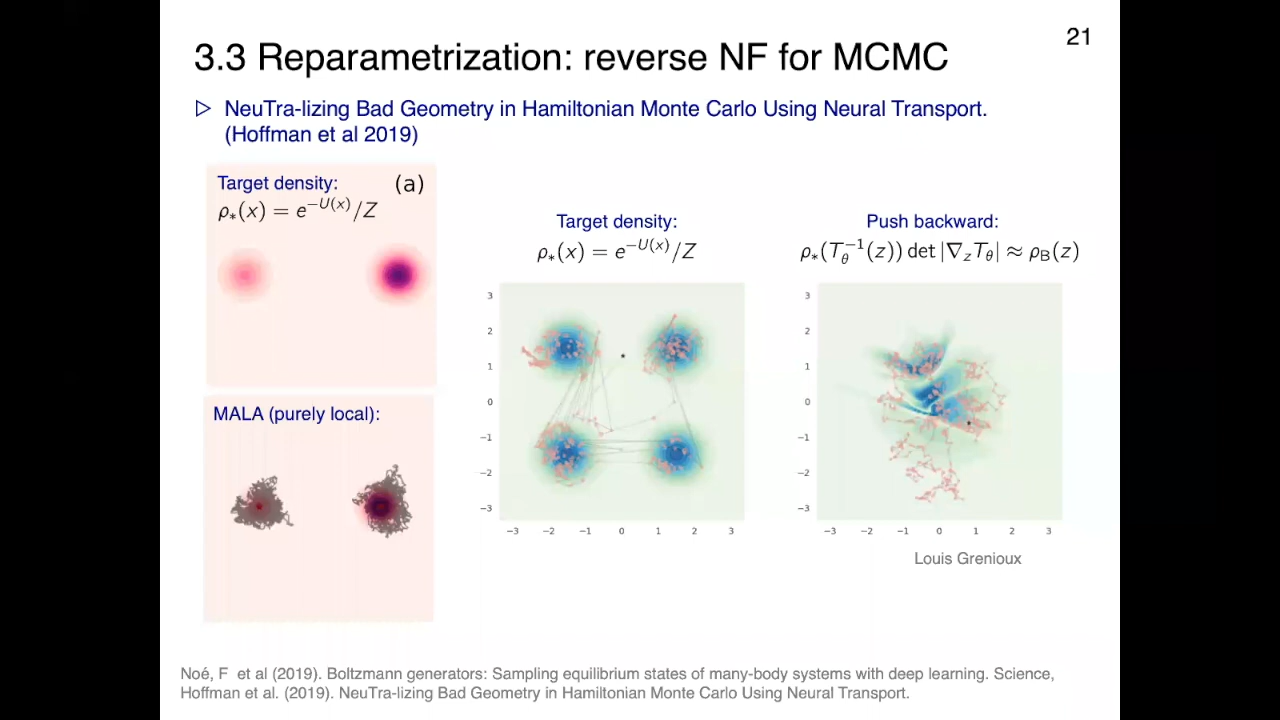 21
3.3 Reparametrization: reverse NF for MCMC
▷ NeuTra-lizing Bad Geometry in Hamiltonian Monte Carlo Using Neural Transport.
(Hoffman et al 2019)
Target density: (a)
ρ∗(x) = e^{−U(x)}/Z
MALA (purely local):
Target density:
ρ∗(x) = e^{−U(x)}/Z
3
2
1
0
−1
−2
−3
−3 −2 −1 0 1 2 3
Push backward:
ρ∗(T_θ^{−1}(z)) det |∇_z T_θ| ≈ ρ_B(z)
3
2
1
0
−1
−2
−3
−3 −2 −1 0 1 2 3
Louis Grenioux
Noé, F et al (2019). Boltzmann generators: Sampling equilibrium states of many-body systems with deep learning. Science,
Hoffman et al. (2019). NeuTra-lizing Bad Geometry in Hamiltonian Monte Carlo Using Neural Transport.